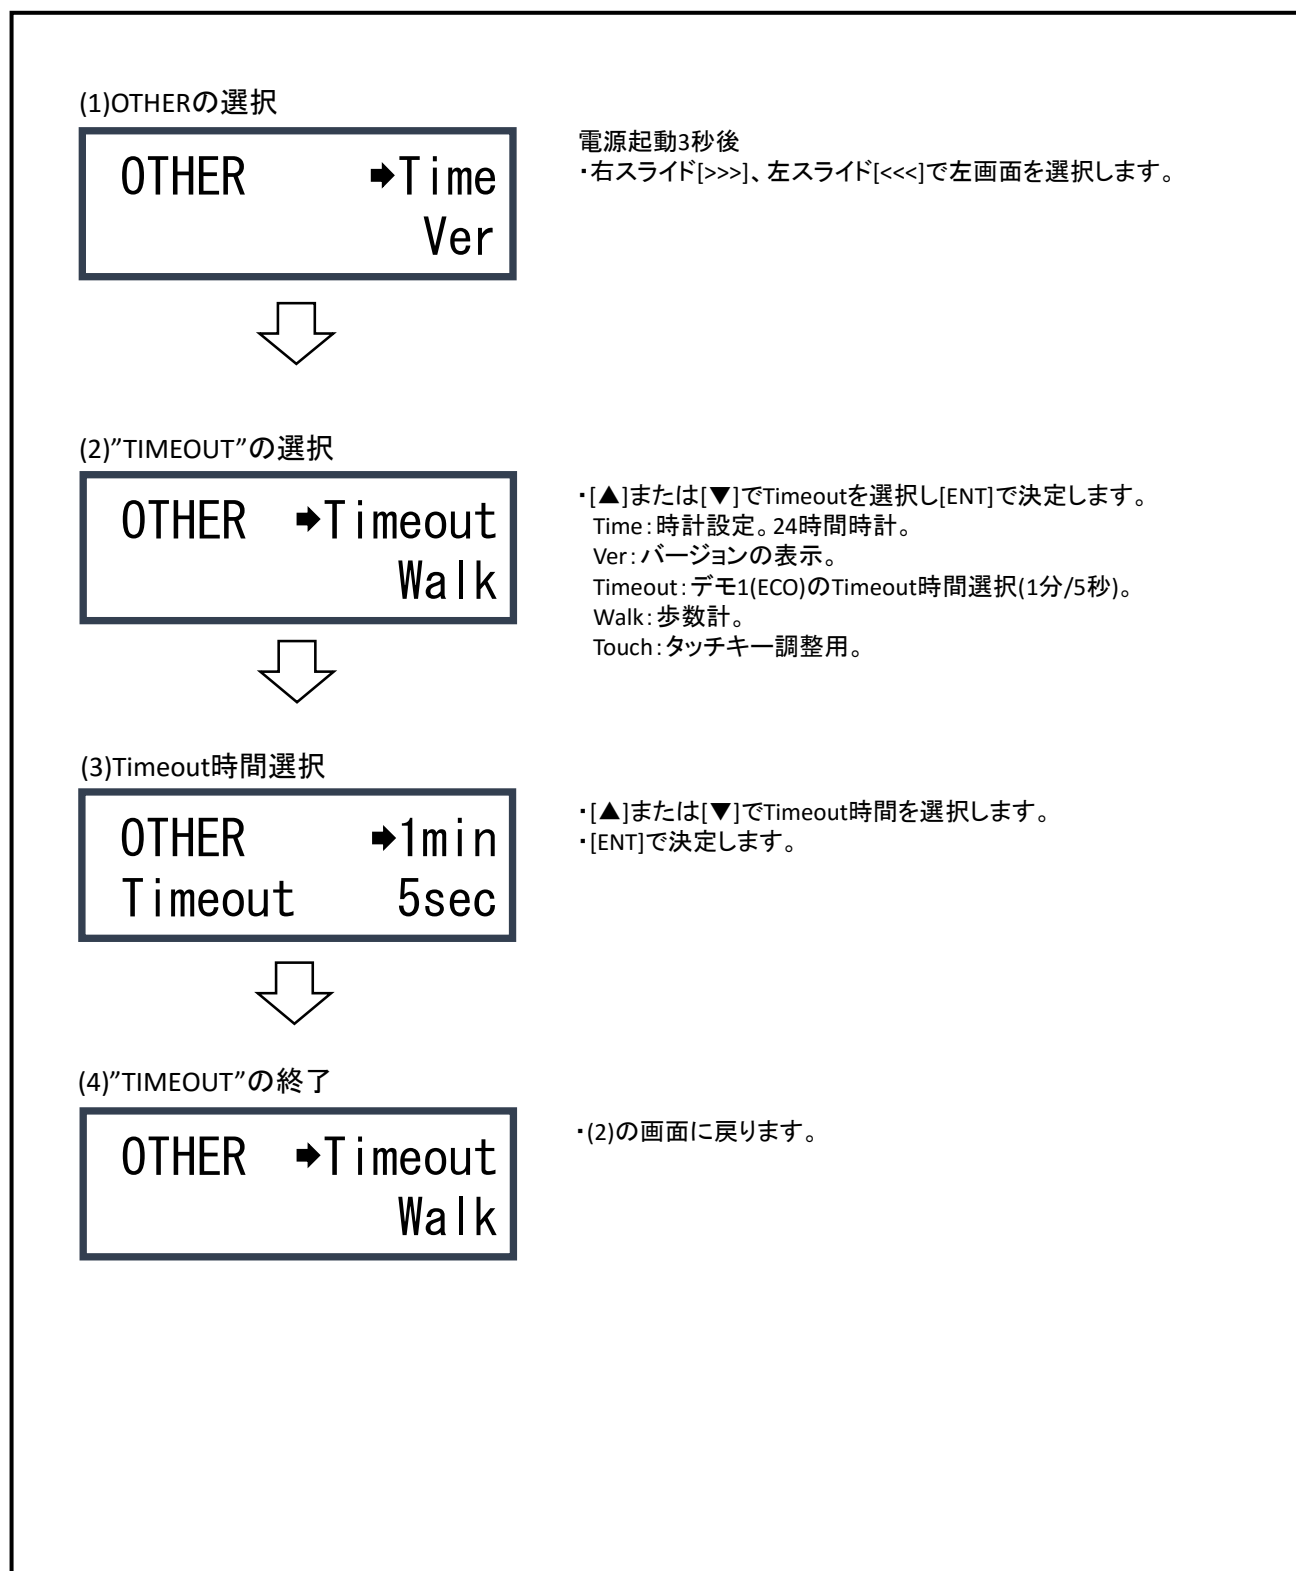 (1)OTHERの選択
OTHER ➡Time
Ver
電源起動3秒後
・右スライド[>>>]、左スライド[<<<]で左画面を選択します。
(2)”TIMEOUT”の選択
OTHER ➡Timeout
Walk
・[▲]または[▼]でTimeoutを選択し[ENT]で決定します。
Time：時計設定。24時間時計。
Ver：バージョンの表示。
Timeout：デモ1(ECO)のTimeout時間選択(1分/5秒)。
Walk：歩数計。
Touch：タッチキー調整用。
(3)Timeout時間選択
OTHER ➡1min
Timeout 5sec
・[▲]または[▼]でTimeout時間を選択します。
・[ENT]で決定します。
(4)”TIMEOUT”の終了
OTHER ➡Timeout
Walk
・(2)の画面に戻ります。